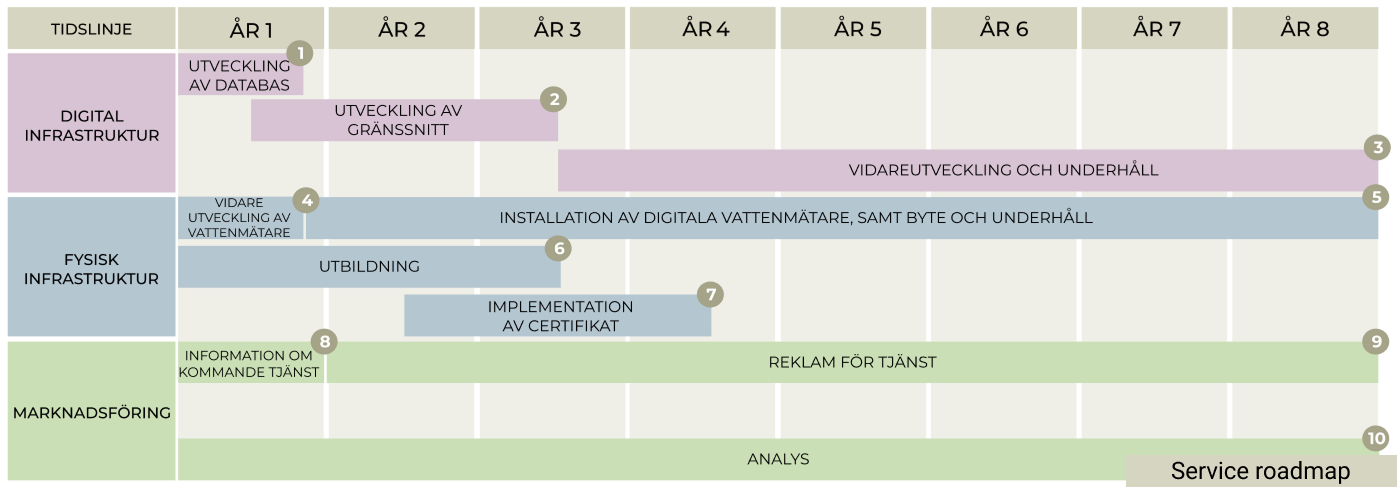 TIDSLINJE
ÅR 1
ÅR 2
ÅR 3
ÅR 4
ÅR 5
ÅR 6
ÅR 7
ÅR 8
DIGITAL
INFRASTRUKTUR
1
UTVECKLING
AV DATABAS
2
UTVECKLING AV
GRÄNSSNITT
3
VIDAREUTVECKLING OCH UNDERHÅLL
FYSISK
INFRASTRUKTUR
4
VIDARE
UTVECKLING AV
VATTENMÄTARE
5
INSTALLATION AV DIGITALA VATTENMÄTARE, SAMT BYTE OCH UNDERHÅLL
6
UTBILDNING
7
IMPLEMENTATION
AV CERTIFIKAT
MARKNADSFÖRING
8
INFORMATION OM
KOMMANDE TJÄNST
9
REKLAM FÖR TJÄNST
10
ANALYS
Service roadmap